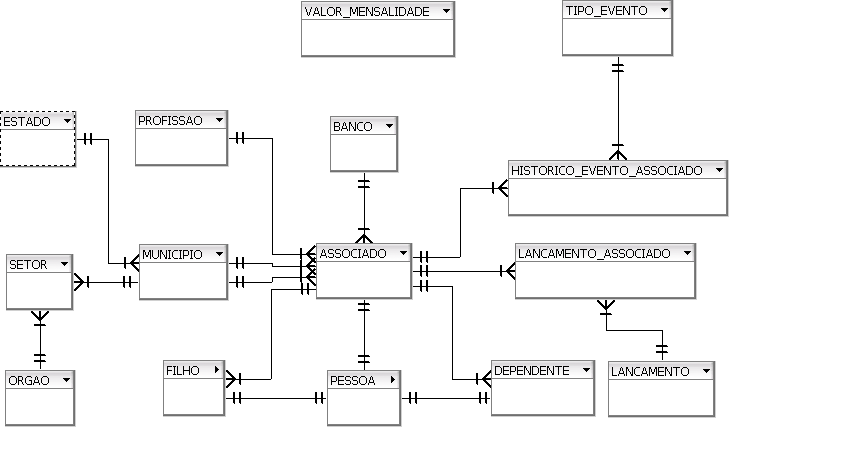 VALOR_MENSALIDADE
TIPO_EVENTO
ESTADO
PROFISSAO
BANCO
HISTORICO_EVENTO_ASSOCIADO
SETOR
MUNICIPIO
ASSOCIADO
LANCAMENTO_ASSOCIADO
ORGAO
FILHO
PESSOA
DEPENDENTE
LANCAMENTO